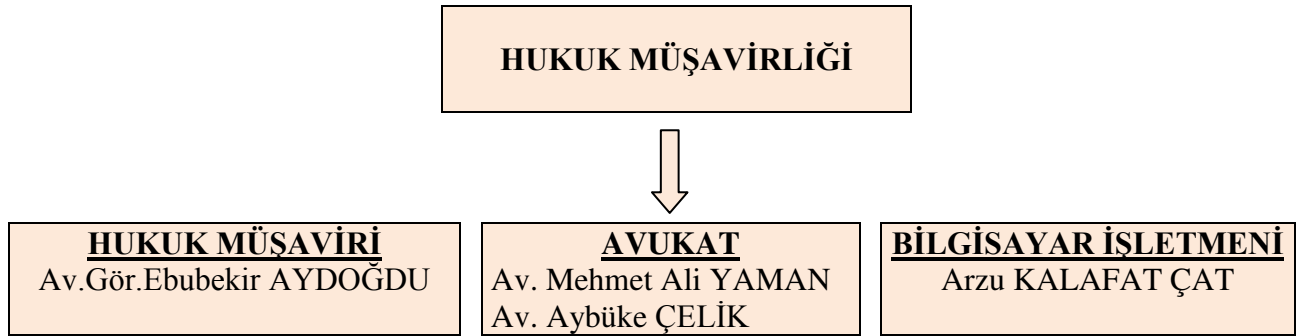 HUKUK MÜŞAVİRLİĞİ
HUKUK MÜŞAVİRİ
Av.Gör.Ebubekir AYDOĞDU
AVUKAT
Av. Mehmet Ali YAMAN
Av. Aybüke ÇELİK
BİLGİSAYAR İŞLETMENİ
Arzu KALAFAT ÇAT